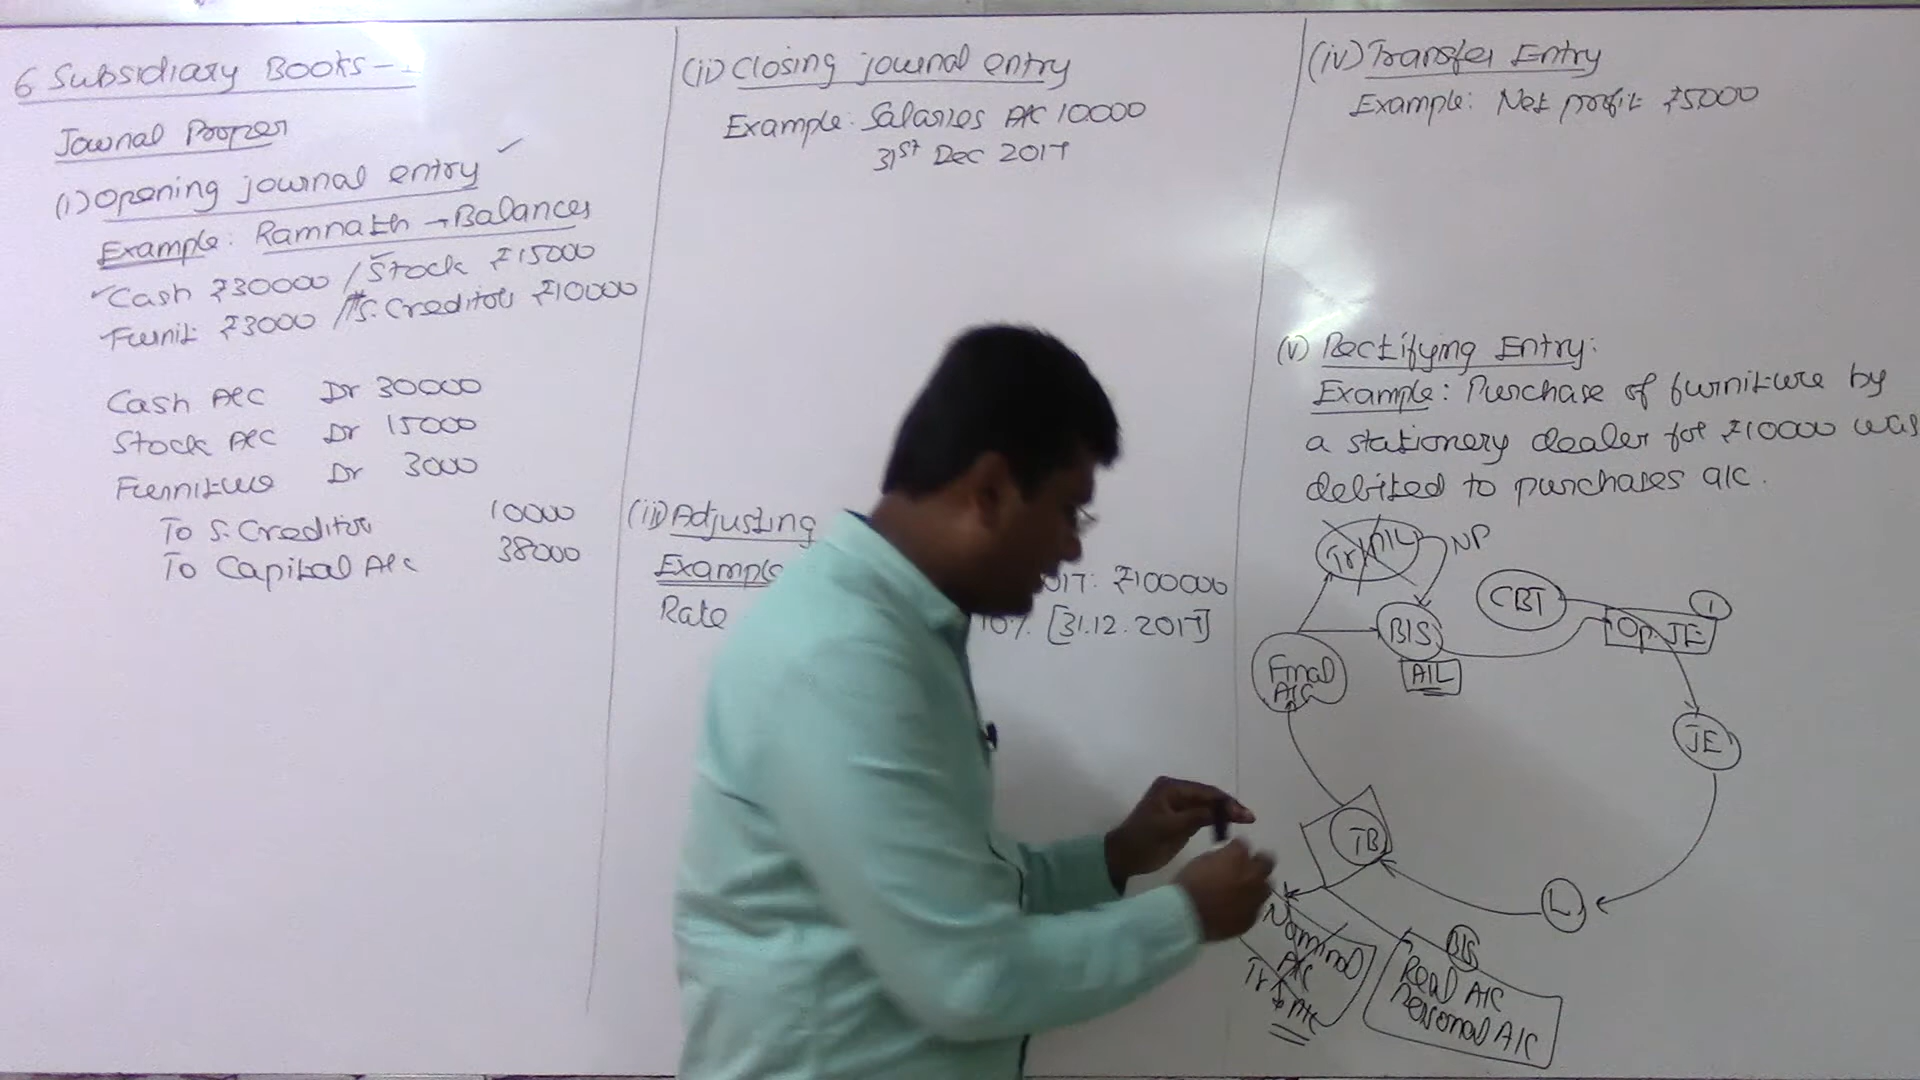 6 Subsidiary Books -
Journal Proper
(i) Opening journal entry
Example: Ramnath → Balances
Cash ₹30000 / Stock ₹15000
Furnit: ₹3000 / S. Creditors ₹10000
Cash A/c Dr 30000
Stock A/c Dr 15000
Furniture Dr 3000
To S. Creditor 10000
To Capital A/c 38000
(ii) Closing journal entry
Example: Salaries A/c 10000
31st Dec 2017
(iii) Adjusting
Example
017: ₹100000
Rate
10% [31.12.2017]
(iv) Transfer Entry
Example: Net profit ₹5000
(v) Rectifying Entry:
Example: Purchase of furniture by
a stationery dealer for ₹10000 was
debited to purchases a/c.
NP
CBT
B/S
Op. JE
1
Final
A/C
A/L
JE
TB
L
Nominal
A/C
B/S
Real A/C
Personal A/C